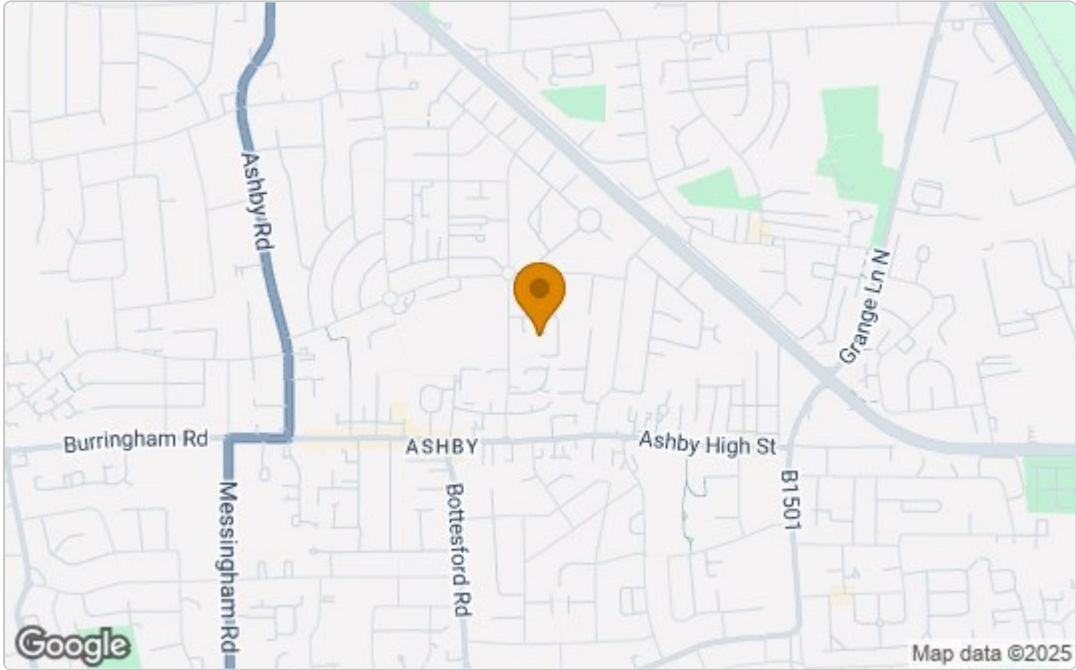 Ashby Rd
Grange Ln N
Burringham Rd
ASHBY
Ashby High St
B1501
Messingham Rd
Bottesford Rd
Google
Map data ©2025